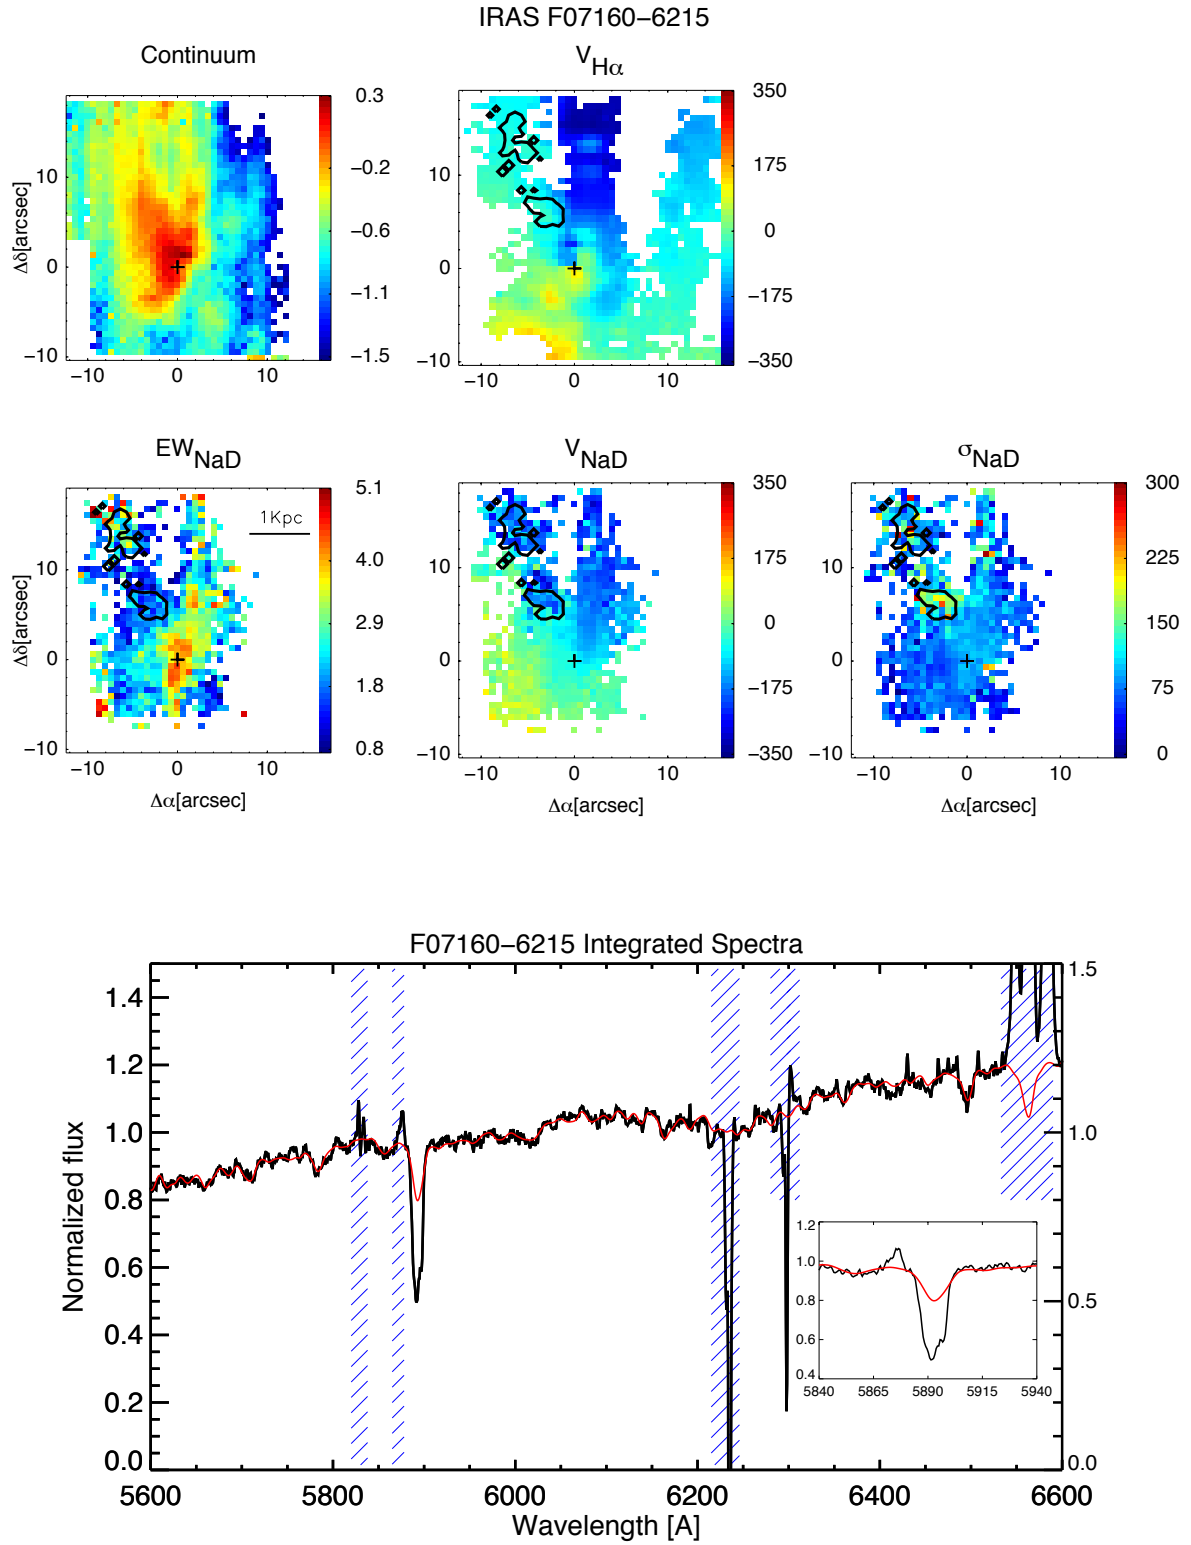 IRAS F07160−6215
Continuum
VHα
0.3
−0.2
−0.6
−1.1
−1.5
350
175
0
−175
−350
Δδ[arcsec]
10
0
−10
−10 0 10
10
0
−10
−10 0 10
EWNaD
VNaD
σNaD
1Kpc
5.1
4.0
2.9
1.8
0.8
350
175
0
−175
−350
300
225
150
75
0
Δδ[arcsec]
10
0
−10
10
0
−10
10
0
−10
−10 0 10
−10 0 10
−10 0 10
Δα[arcsec]
Δα[arcsec]
Δα[arcsec]
F07160−6215 Integrated Spectra
Normalized flux
1.4
1.2
1.0
0.8
0.6
0.4
0.2
0.0
1.5
1.0
0.5
0.0
1.2
1.0
0.8
0.6
0.4
5840 5865 5890 5915 5940
5600 5800 6000 6200 6400 6600
Wavelength [A]